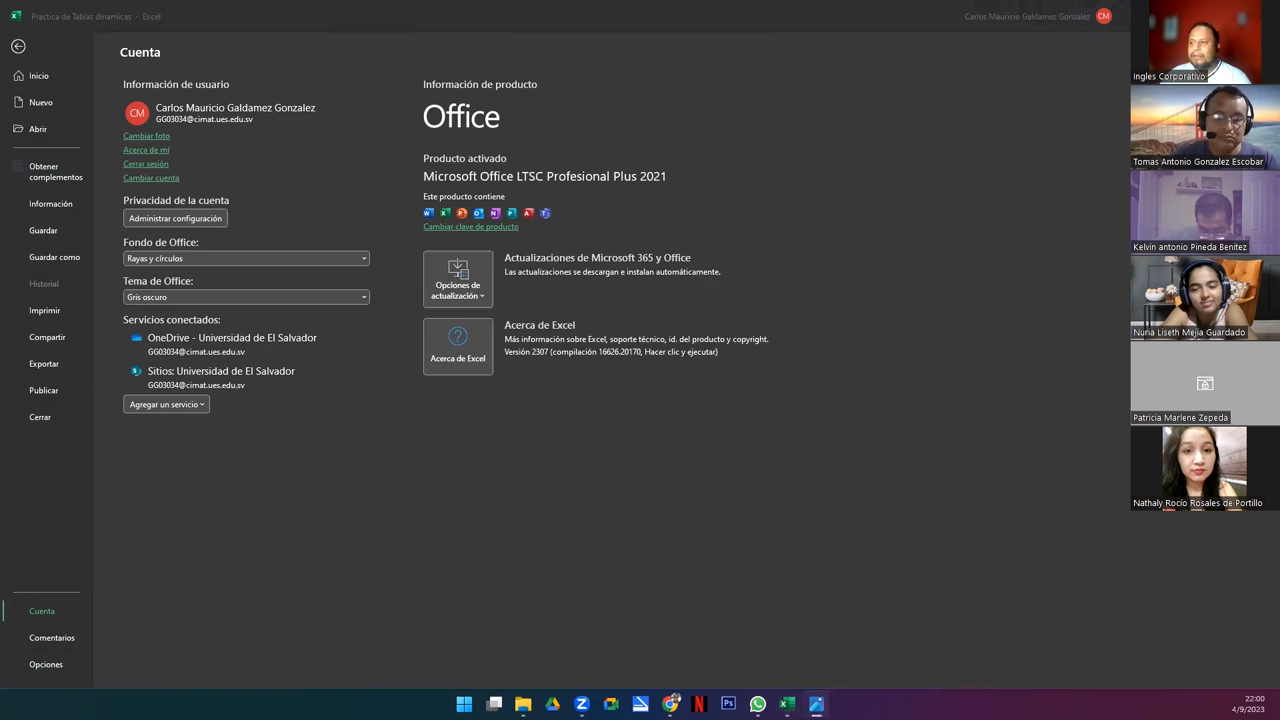 Practica de Tablas dinamicas - Excel
Carlos Mauricio Galdamez Gonzalez
CM
Inicio
Nuevo
Abrir
Obtener
complementos
Información
Guardar
Guardar como
Historial
Imprimir
Compartir
Exportar
Publicar
Cerrar
Cuenta
Comentarios
Opciones
Cuenta
Información de usuario
CM
Carlos Mauricio Galdamez Gonzalez
GG03034@cimat.ues.edu.sv
Cambiar foto
Acerca de mí
Cerrar sesión
Cambiar cuenta
Privacidad de la cuenta
Administrar configuración
Fondo de Office:
Rayas y círculos
Tema de Office:
Gris oscuro
Servicios conectados:
OneDrive - Universidad de El Salvador
GG03034@cimat.ues.edu.sv
Sitios: Universidad de El Salvador
GG03034@cimat.ues.edu.sv
Agregar un servicio
Información de producto
Office
Producto activado
Microsoft Office LTSC Profesional Plus 2021
Este producto contiene
Cambiar clave de producto
Opciones de
actualización
Actualizaciones de Microsoft 365 y Office
Las actualizaciones se descargan e instalan automáticamente.
Acerca de Excel
Acerca de Excel
Más información sobre Excel, soporte técnico, id. del producto y copyright.
Versión 2307 (compilación 16626.20170, Hacer clic y ejecutar)
Ingles Corporativo
Tomas Antonio Gonzalez Escobar
Kelvin antonio Pineda Benitez
Nuria Liseth Mejia Guardado
Patricia Marlene Zepeda
Nathaly Rocío Rosales de Portillo
22:00
4/9/2023